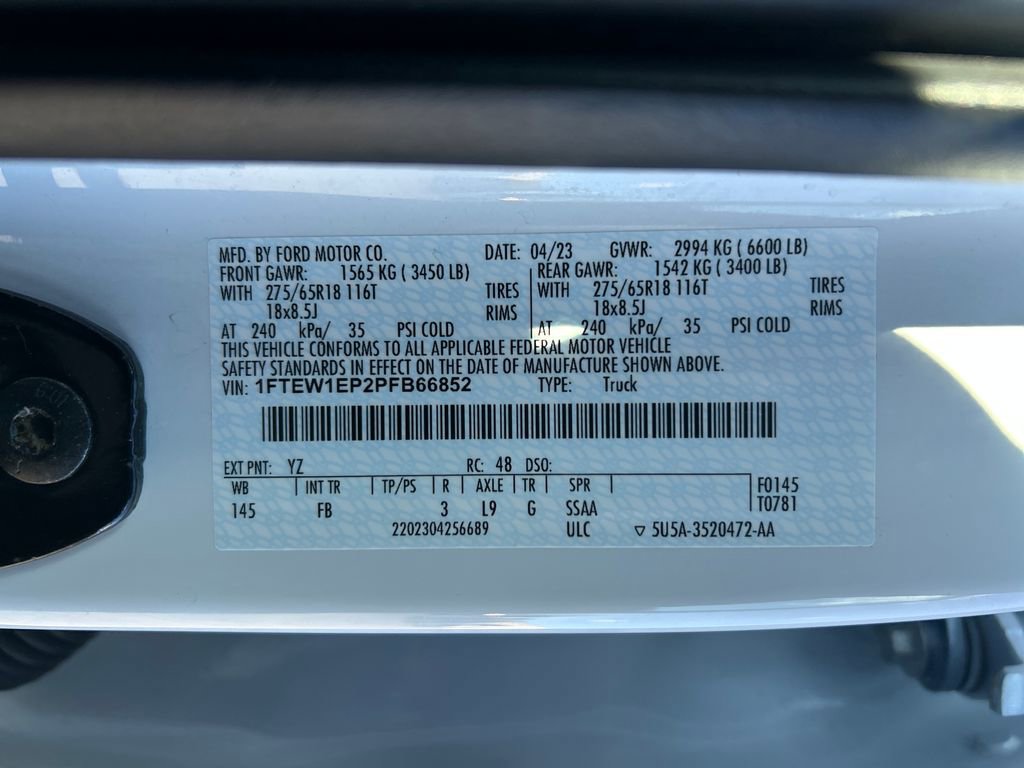 MFD. BY FORD MOTOR CO. DATE: 04/23 GVWR: 2994 KG ( 6600 LB)
FRONT GAWR: 1565 KG ( 3450 LB) REAR GAWR: 1542 KG ( 3400 LB)
WITH 275/65R18 116T TIRES WITH 275/65R18 116T TIRES
18x8.5J RIMS 18x8.5J RIMS
AT 240 kPa/ 35 PSI COLD AT 240 kPa/ 35 PSI COLD
THIS VEHICLE CONFORMS TO ALL APPLICABLE FEDERAL MOTOR VEHICLE
SAFETY STANDARDS IN EFFECT ON THE DATE OF MANUFACTURE SHOWN ABOVE.
VIN: 1FTEW1EP2PFB66852 TYPE: Truck
EXT PNT: YZ RC: 48 DSO:
WB INT TR TP/PS R AXLE TR SPR F0145
145 FB 3 L9 G SSAA T0781
2202304256689 ULC ▽ 5U5A-3520472-AA